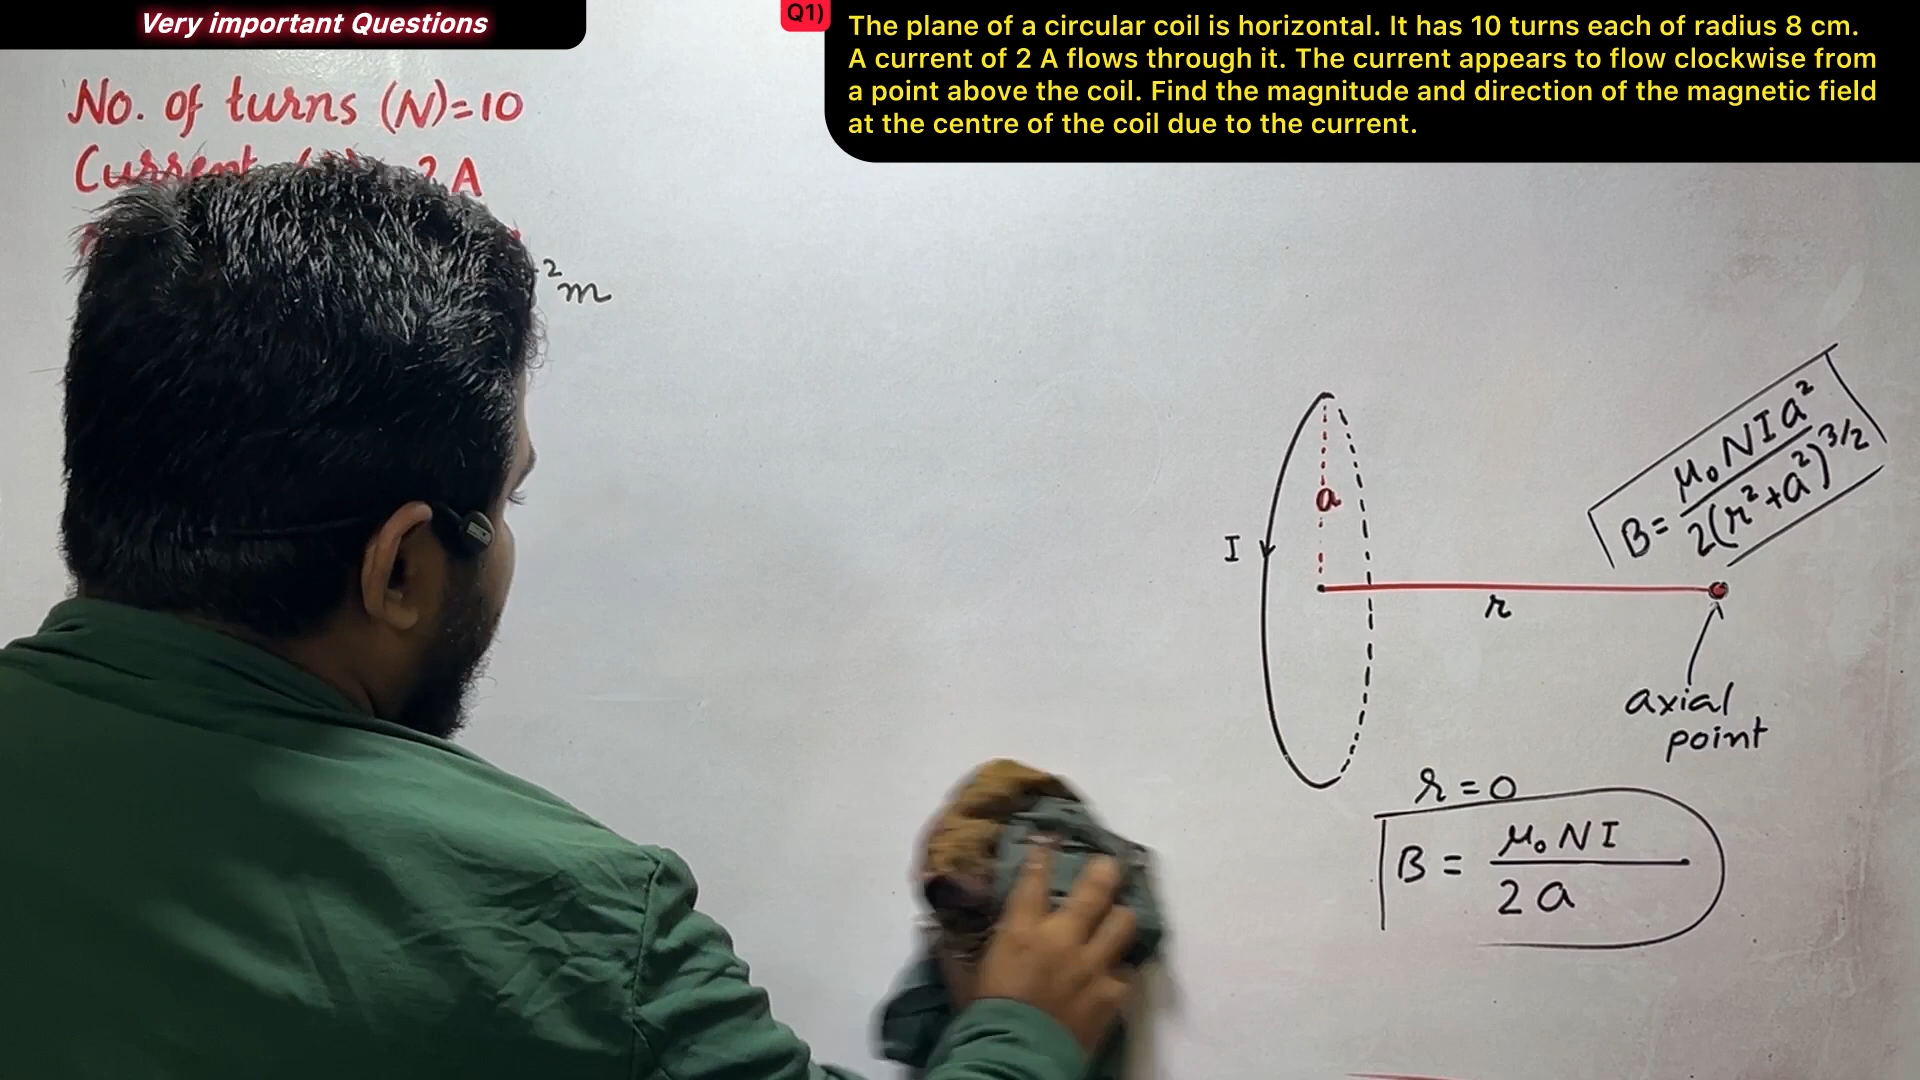 Very important Questions
Q1)
The plane of a circular coil is horizontal. It has 10 turns each of radius 8 cm.
A current of 2 A flows through it. The current appears to flow clockwise from
a point above the coil. Find the magnitude and direction of the magnetic field
at the centre of the coil due to the current.
No. of turns (N)=10
Current 2 A
2 m
a
I
r
B = μ₀NIa² / 2(r²+a²)^3/2
axial
point
r = 0
B = μ₀NI / 2a